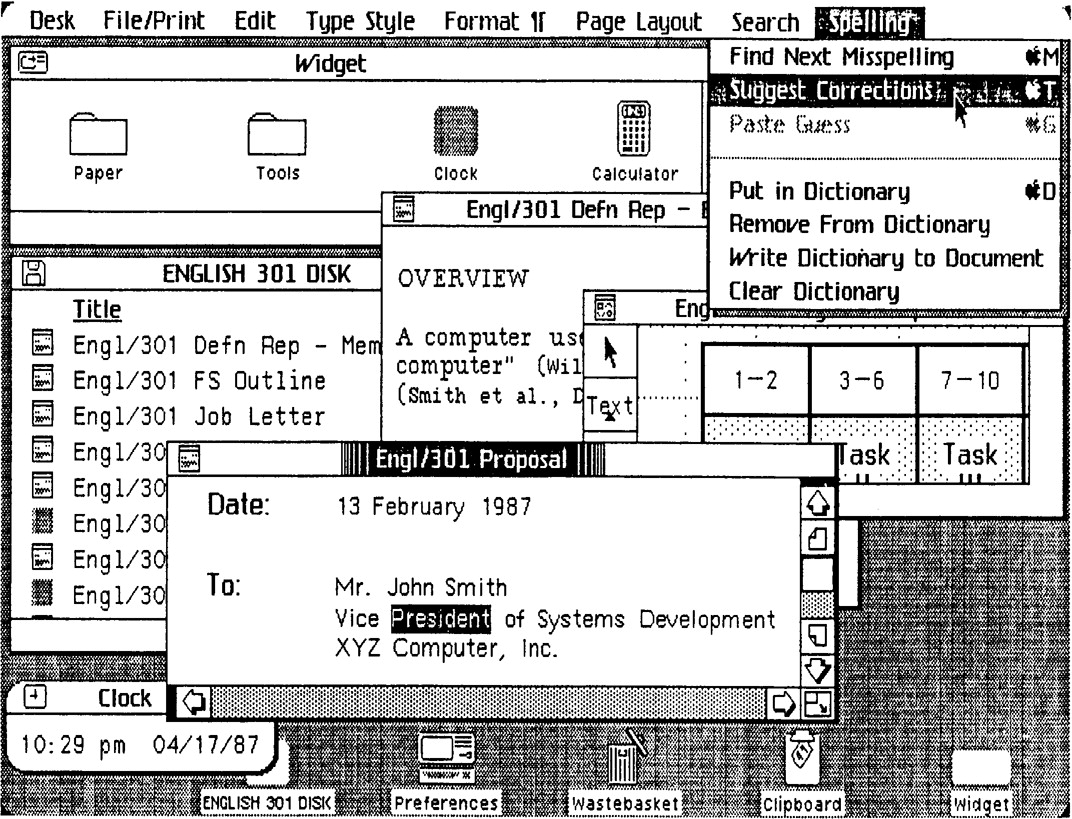 Desk File/Print Edit Type Style Format ¶ Page Layout Search Spelling
Find Next Misspelling M
Suggest Corrections T
Paste Guess G
Put in Dictionary D
Remove From Dictionary
Write Dictionary to Document
Clear Dictionary
Widget
Paper
Tools
Clock
Calculator
Engl/301 Defn Rep –
OVERVIEW
A computer
computer" (Wil
(Smith et al.,
Eng
Text
1–2 3–6 7–10
Task Task
ENGLISH 301 DISK
Title
Engl/301 Defn Rep – Mem
Engl/301 FS Outline
Engl/301 Job Letter
Engl/30
Engl/30
Engl/30
Engl/30
Engl/30
Engl/301 Proposal
Date: 13 February 1987
To: Mr. John Smith
Vice President of Systems Development
XYZ Computer, Inc.
Clock
10:29 pm 04/17/87
ENGLISH 301 DISK
Preferences
Wastebasket
Clipboard
Widget